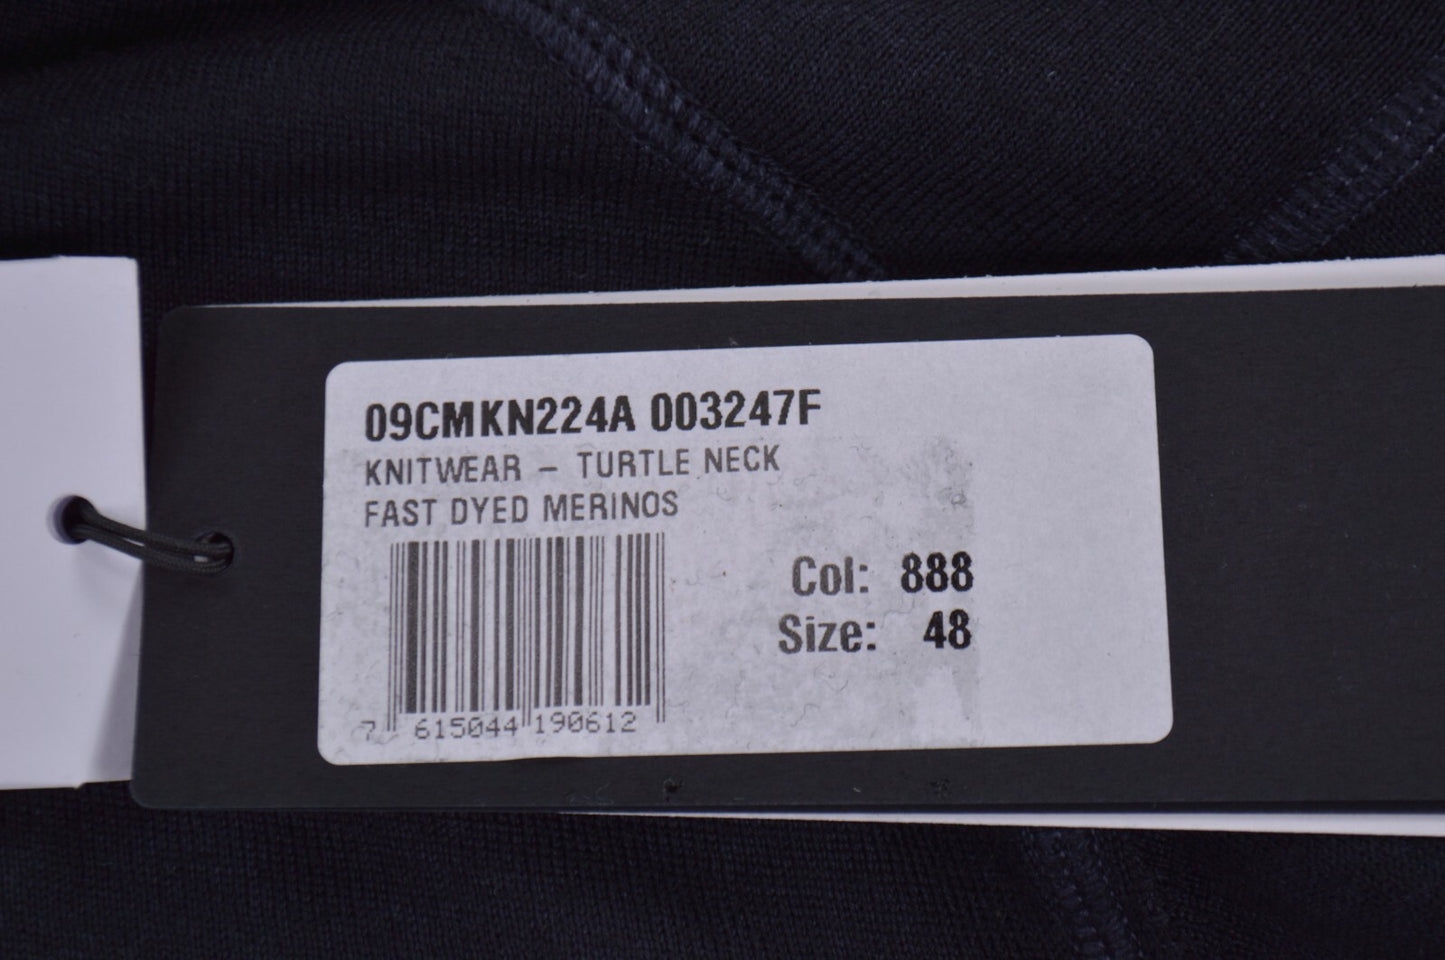 09CMKN224A 003247F
KNITWEAR - TURTLE NECK
FAST DYED MERINOS
Col: 888
Size: 48
7 615044 190612